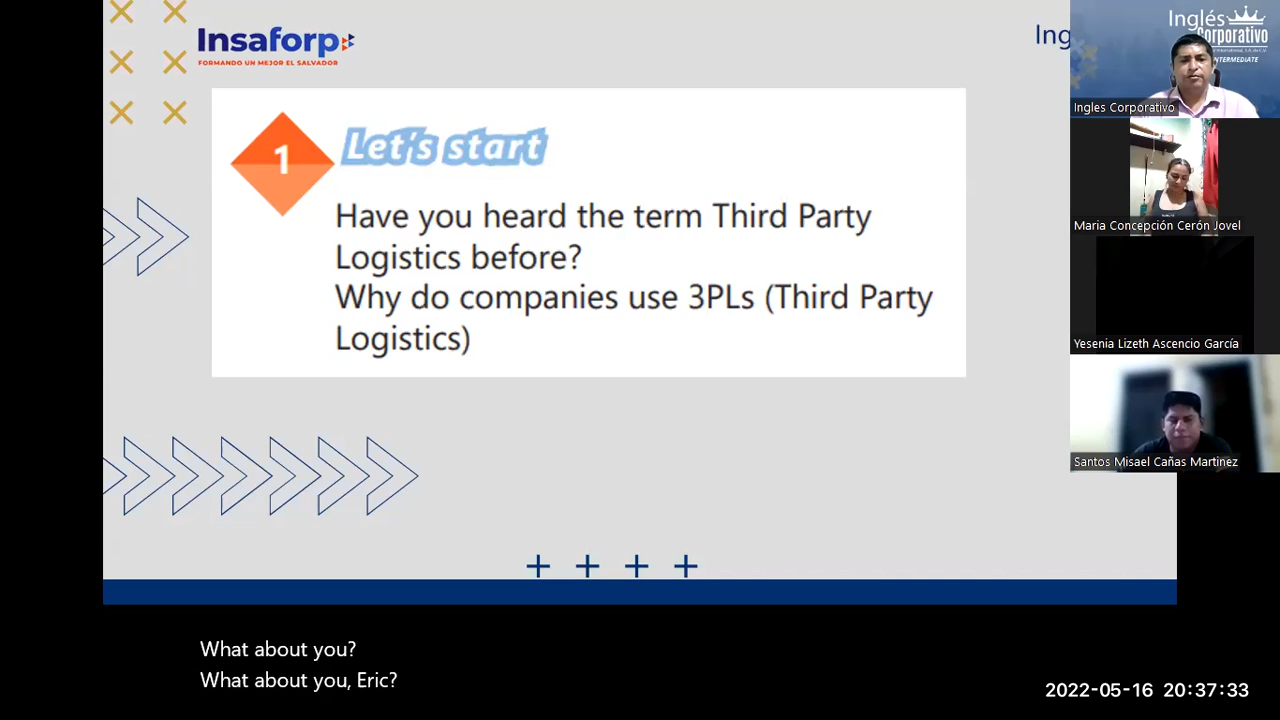 Insaforp
FORMANDO UN MEJOR EL SALVADOR
Ing
1
Let's start
Have you heard the term Third Party
Logistics before?
Why do companies use 3PLs (Third Party
Logistics)
Inglés
Corporativo
INTERMEDIATE
Ingles Corporativo
Maria Concepción Cerón Jovel
Yesenia Lizeth Ascencio García
Santos Misael Cañas Martinez
What about you?
What about you, Eric?
2022-05-16 20:37:33